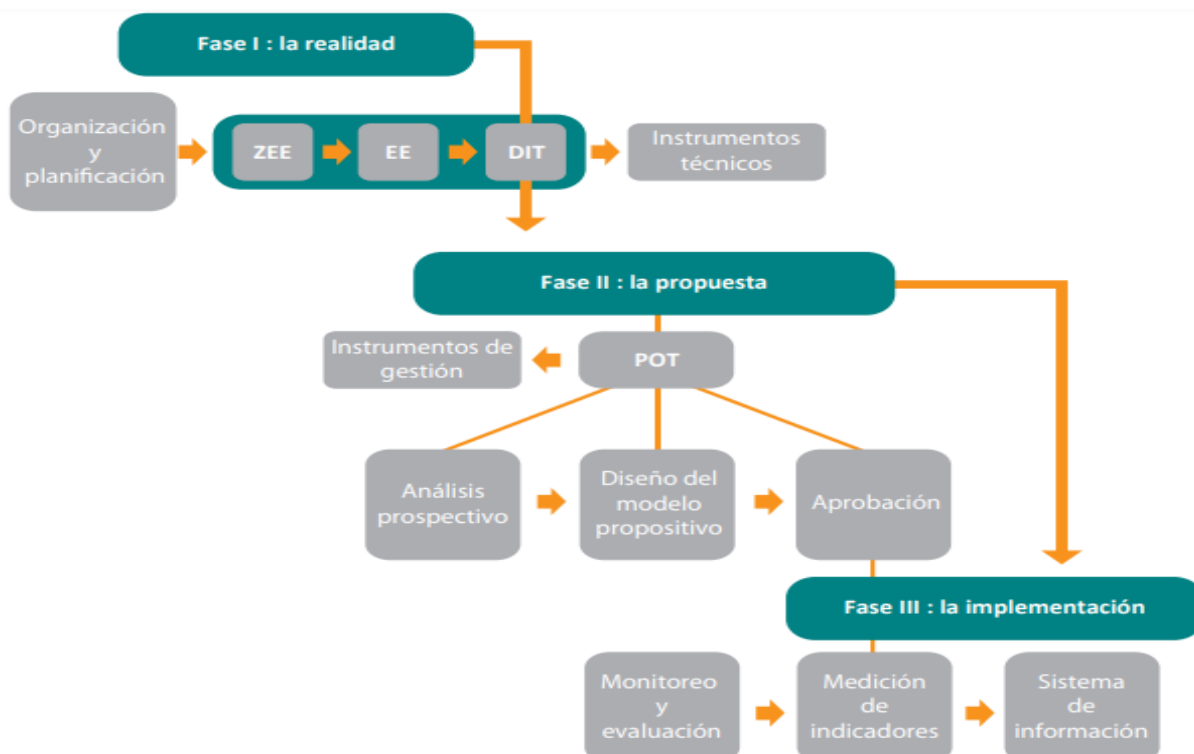 Fase I : la realidad
Organización
y
planificación
ZEE
EE
DIT
Instrumentos
técnicos
Fase II : la propuesta
Instrumentos de
gestión
POT
Análisis
prospectivo
Diseño del
modelo
propositivo
Aprobación
Fase III : la implementación
Monitoreo
y
evaluación
Medición
de
indicadores
Sistema
de
información